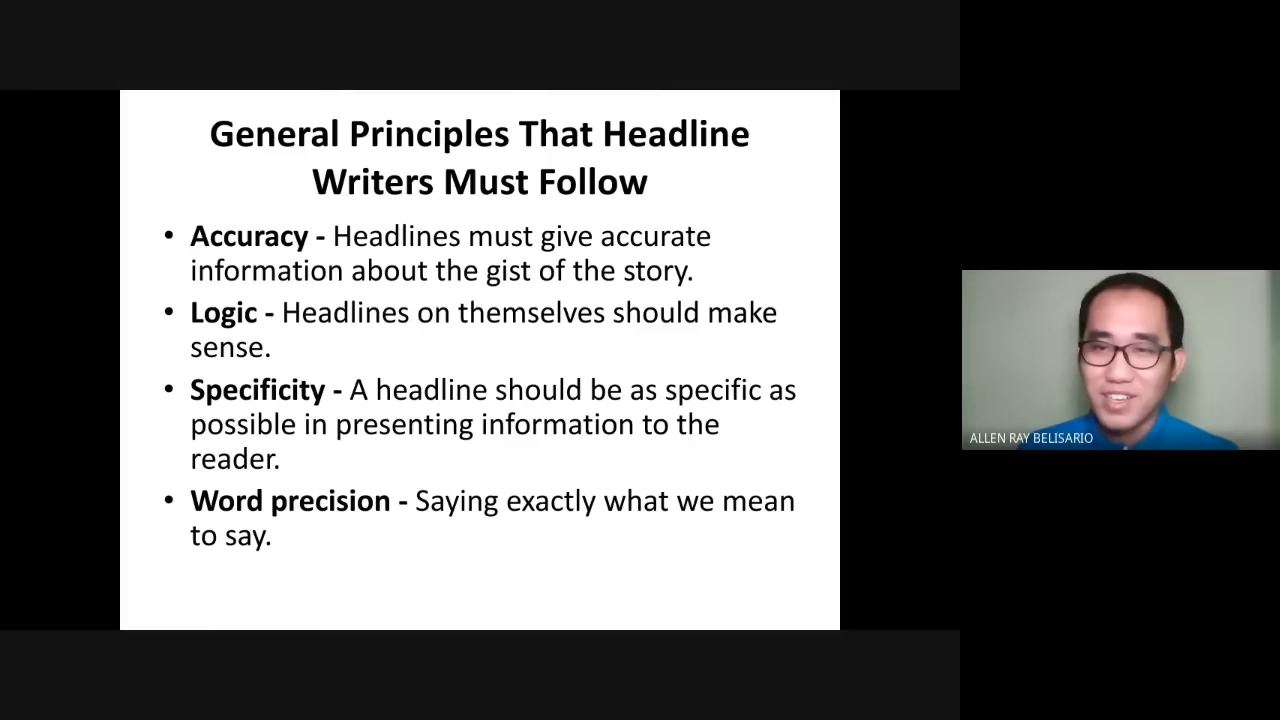 General Principles That Headline
Writers Must Follow
• Accuracy - Headlines must give accurate
information about the gist of the story.
• Logic - Headlines on themselves should make
sense.
• Specificity - A headline should be as specific as
possible in presenting information to the
reader.
• Word precision - Saying exactly what we mean
to say.
ALLEN RAY BELISARIO